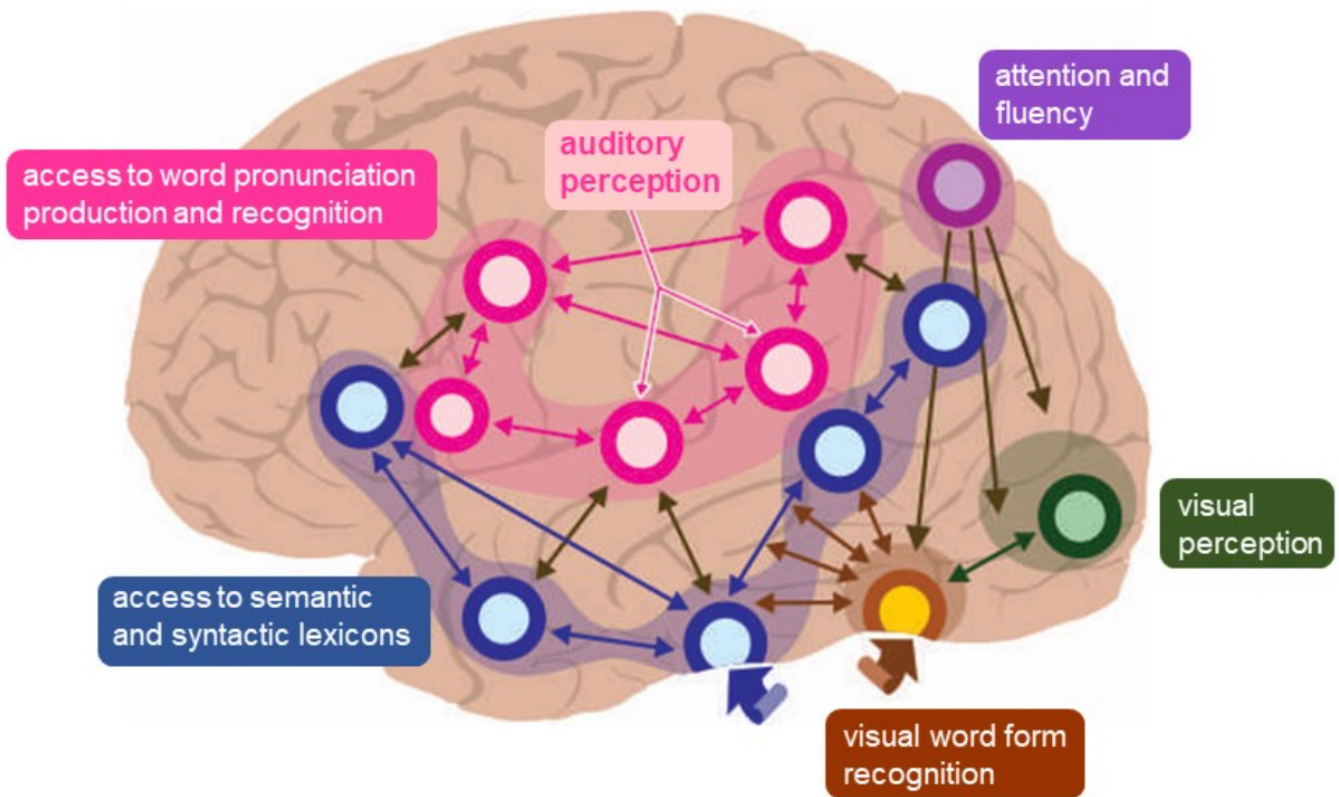 attention and
fluency
auditory
perception
access to word pronunciation
production and recognition
visual
perception
access to semantic
and syntactic lexicons
visual word form
recognition